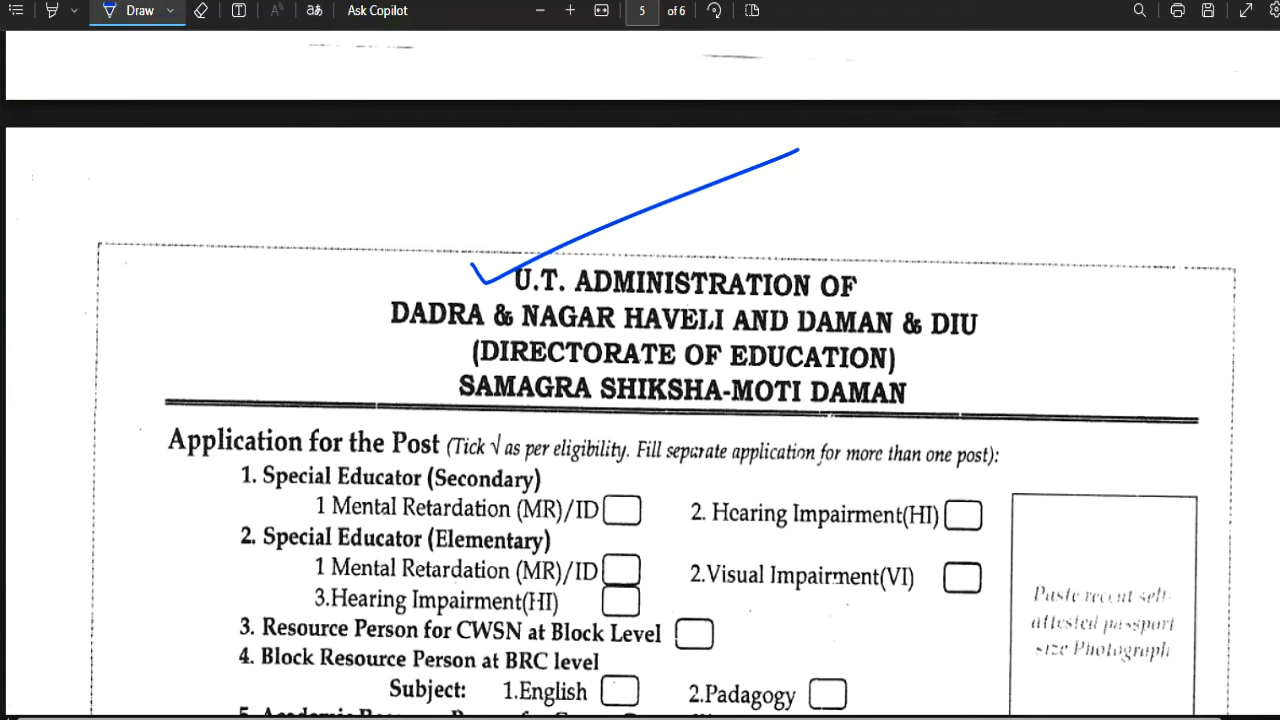 Draw
Ask Copilot
5 of 6
U.T. ADMINISTRATION OF
DADRA & NAGAR HAVELI AND DAMAN & DIU
(DIRECTORATE OF EDUCATION)
SAMAGRA SHIKSHA-MOTI DAMAN
Application for the Post (Tick √ as per eligibility. Fill separate application for more than one post):
1. Special Educator (Secondary)
1 Mental Retardation (MR)/ID 2. Hearing Impairment(HI)
2. Special Educator (Elementary)
1 Mental Retardation (MR)/ID 2.Visual Impairment(VI)
3.Hearing Impairment(HI)
3. Resource Person for CWSN at Block Level
4. Block Resource Person at BRC level
Subject: 1.English 2.Padagogy
Paste recent self-
attested passport
size Photograph